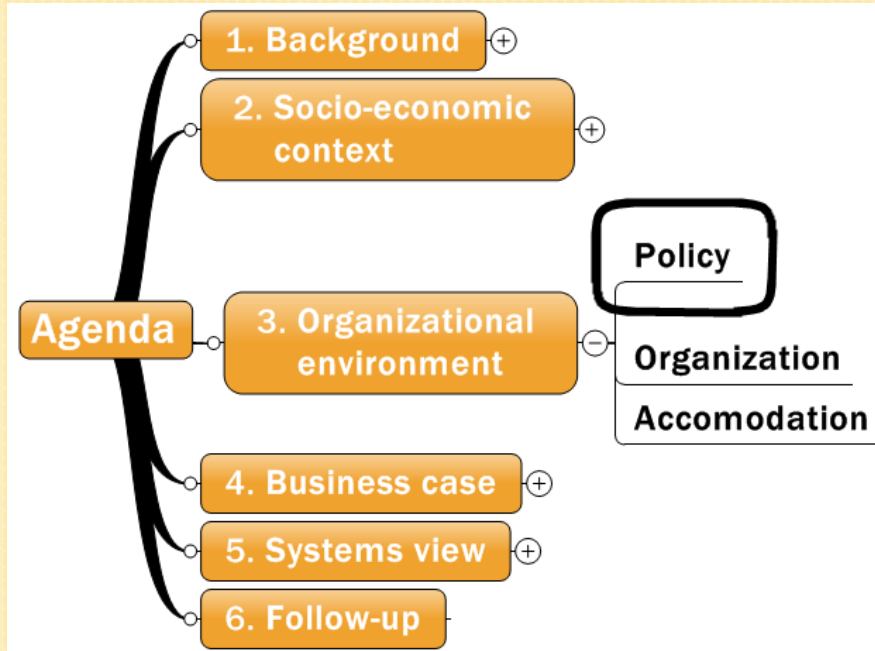 1. Background
2. Socio-economic
context
Policy
Agenda
3. Organizational
environment
Organization
Accomodation
4. Business case
5. Systems view
6. Follow-up